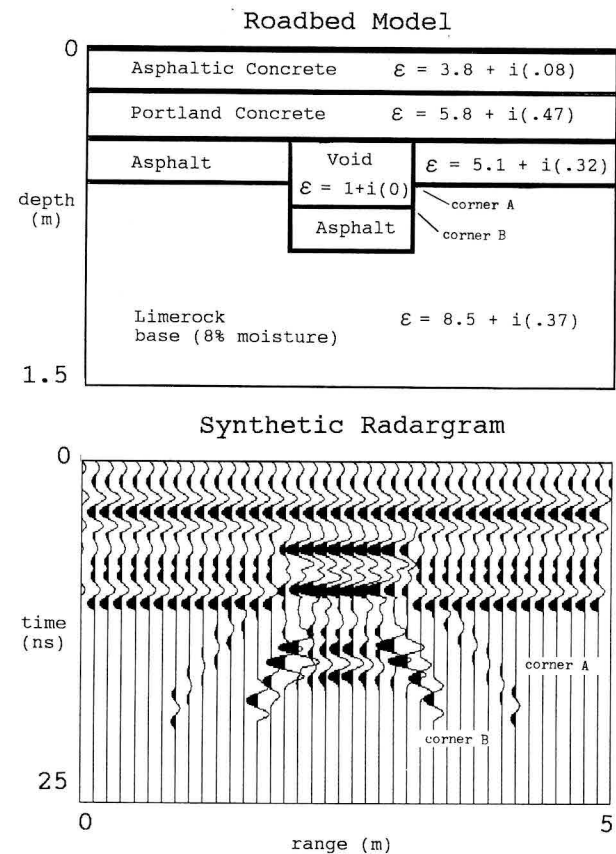 Roadbed Model
0
Asphaltic Concrete ε = 3.8 + i(.08)
Portland Concrete ε = 5.8 + i(.47)
Asphalt
Void
ε = 1+i(0)
ε = 5.1 + i(.32)
depth
(m)
corner A
corner B
Asphalt
Limerock
base (8% moisture)
ε = 8.5 + i(.37)
1.5
Synthetic Radargram
0
time
(ns)
corner A
corner B
25
0
5
range (m)